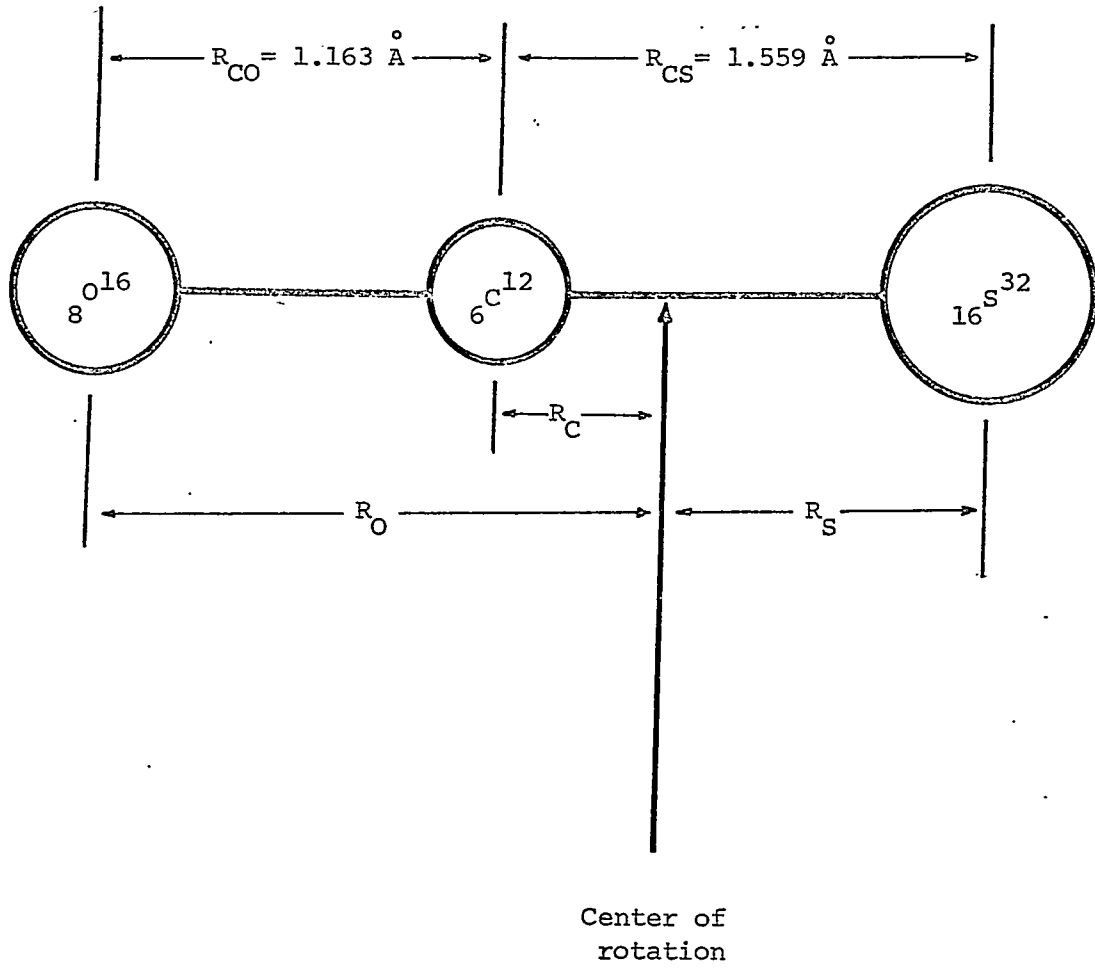 R_CO = 1.163 Å
R_CS = 1.559 Å
₈O¹⁶
₆C¹²
₁₆S³²
R_C
R_O
R_S
Center of
rotation